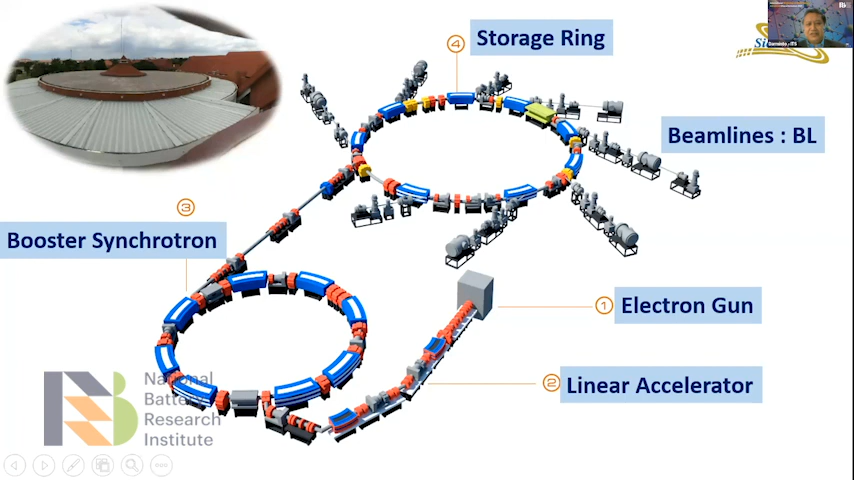 ④
Storage Ring
Beamlines : BL
③
Booster Synchrotron
①
Electron Gun
②
Linear Accelerator
National
Battery
Research
Institute